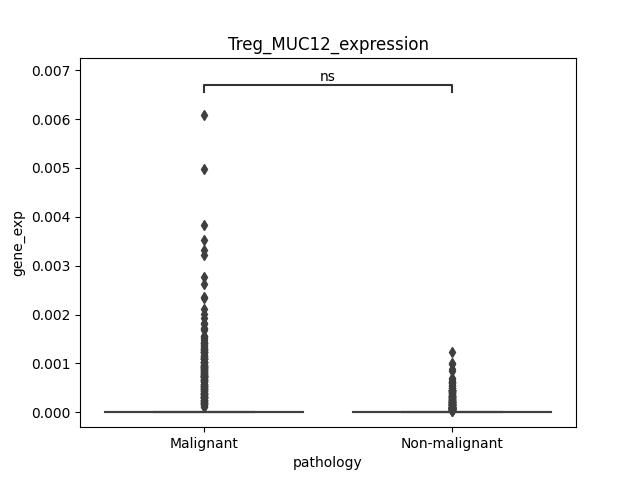 Treg_MUC12_expression
ns
0.007
0.006
0.005
0.004
0.003
0.002
0.001
0.000
gene_exp
Malignant
Non-malignant
pathology